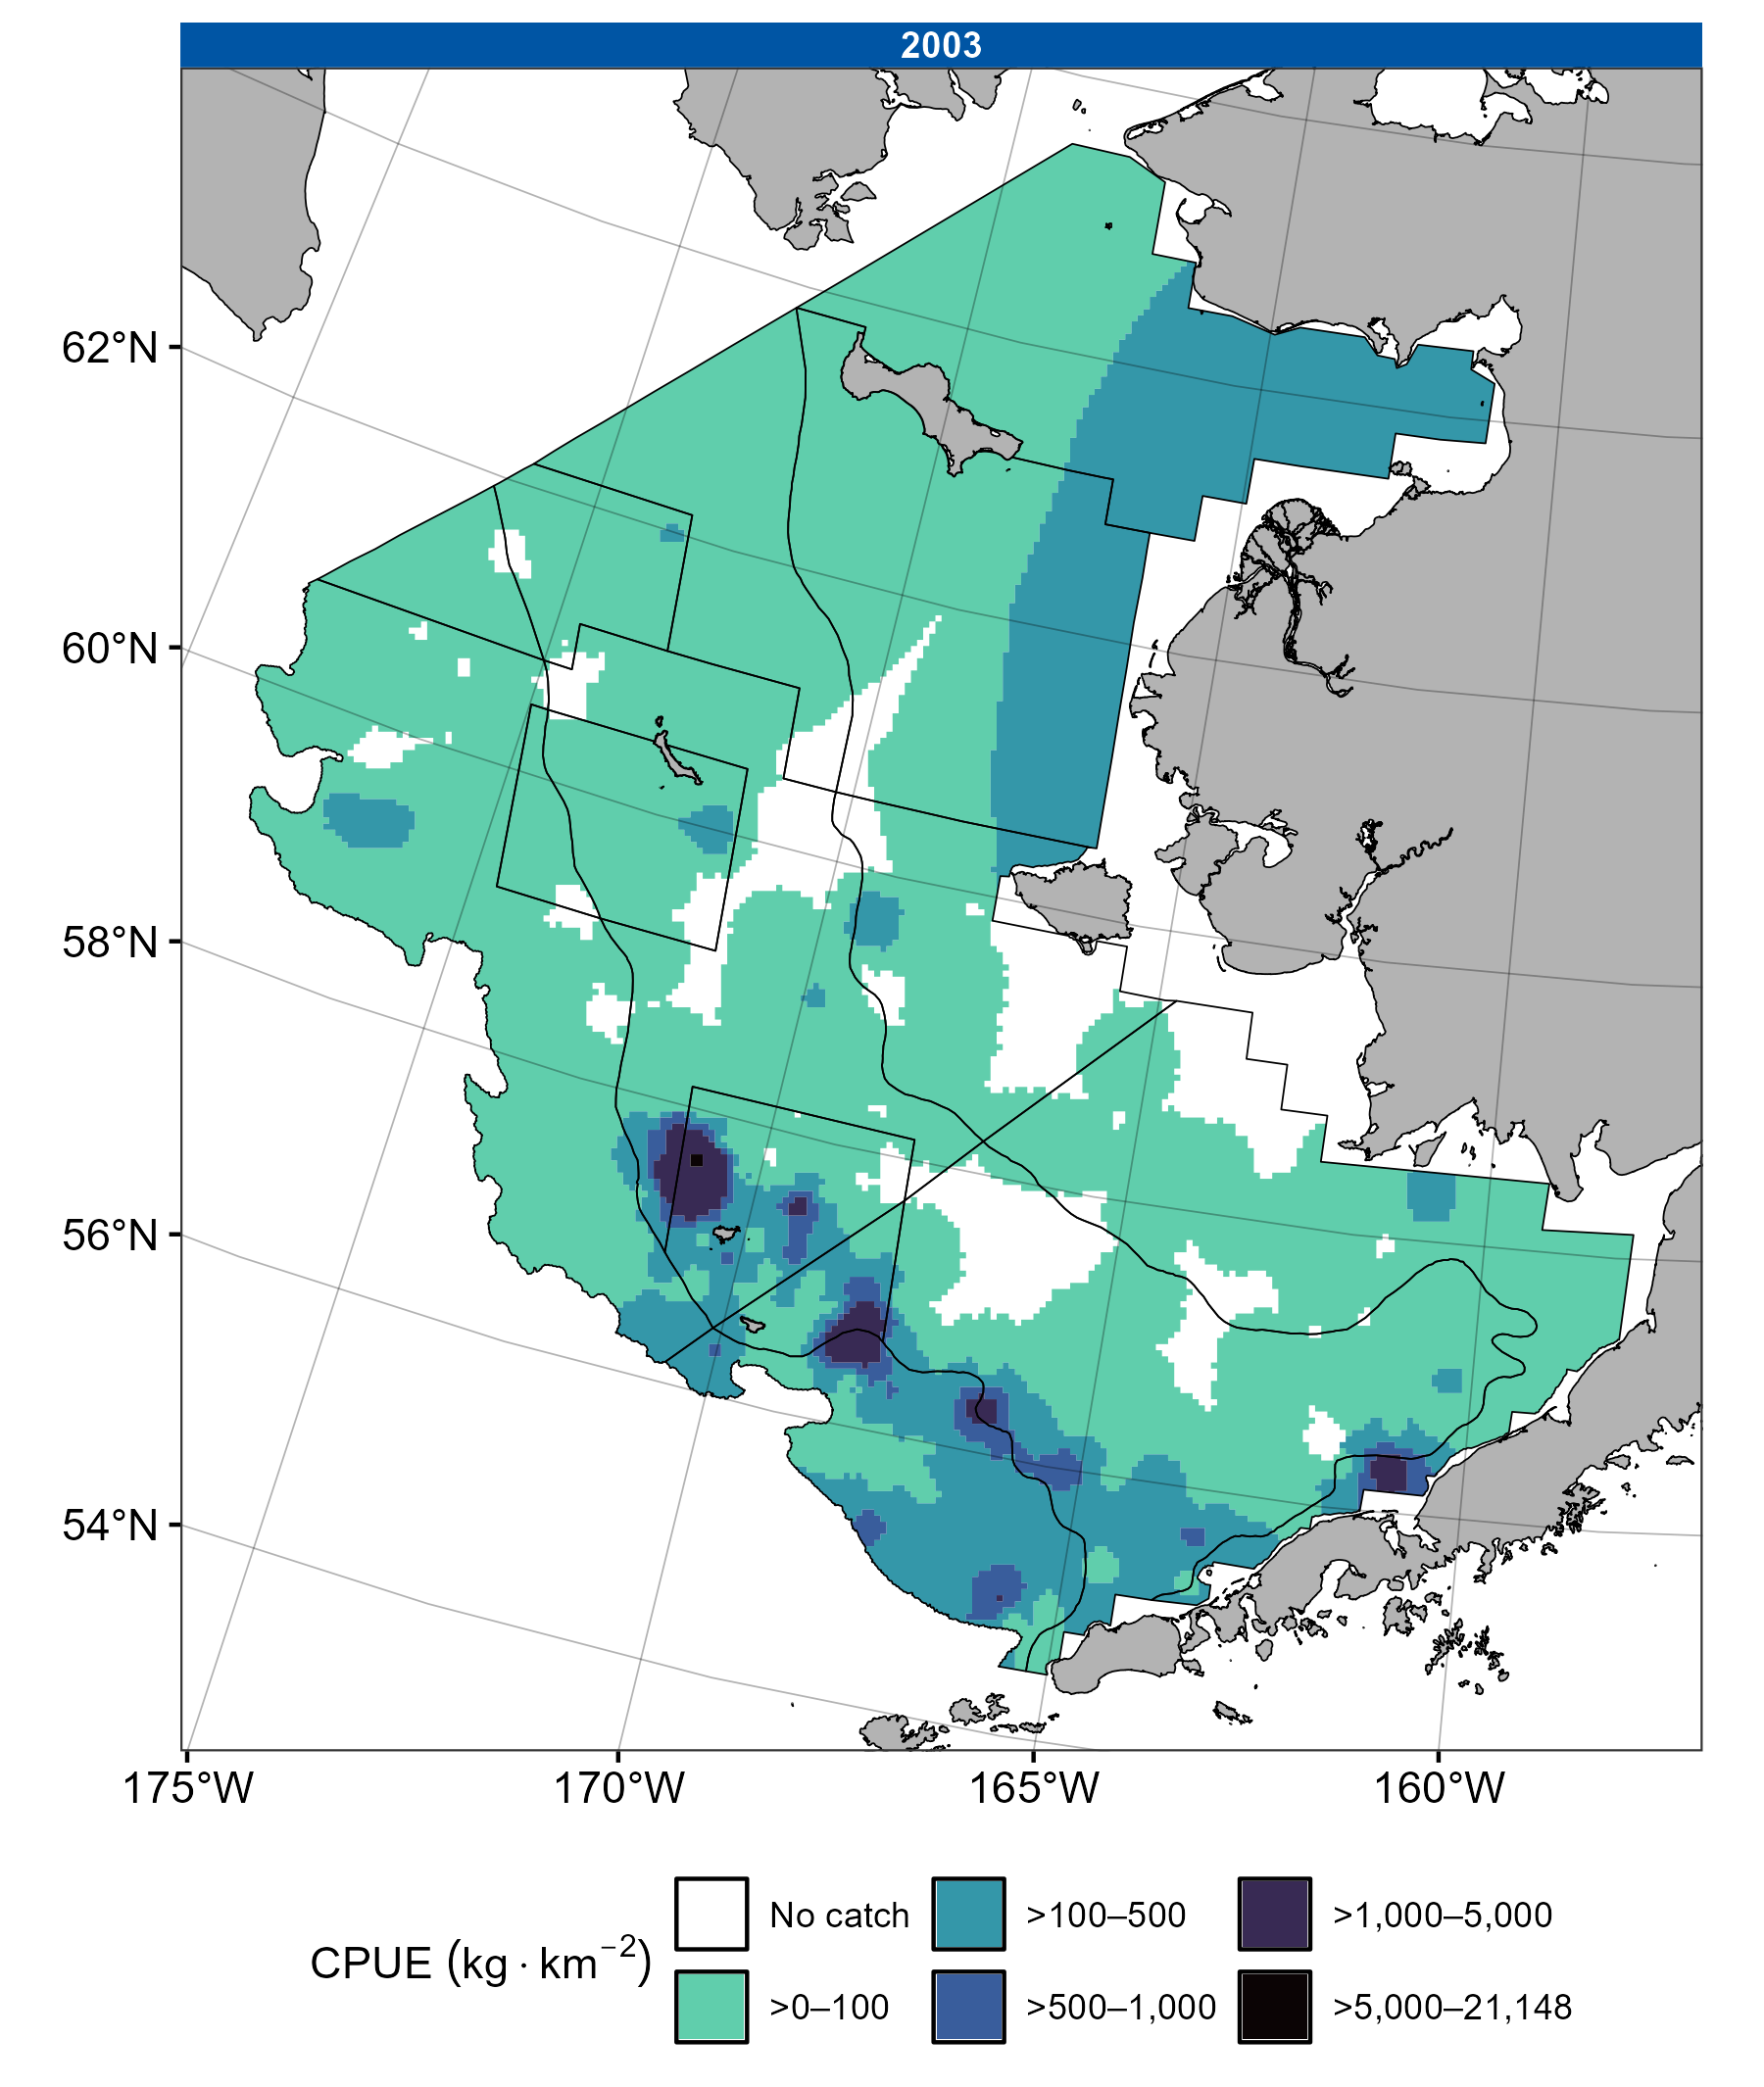 2003
62°N
60°N
58°N
56°N
54°N
175°W 170°W 165°W 160°W
CPUE (kg · km⁻²)
No catch >100–500 >1,000–5,000
>0–100 >500–1,000 >5,000–21,148